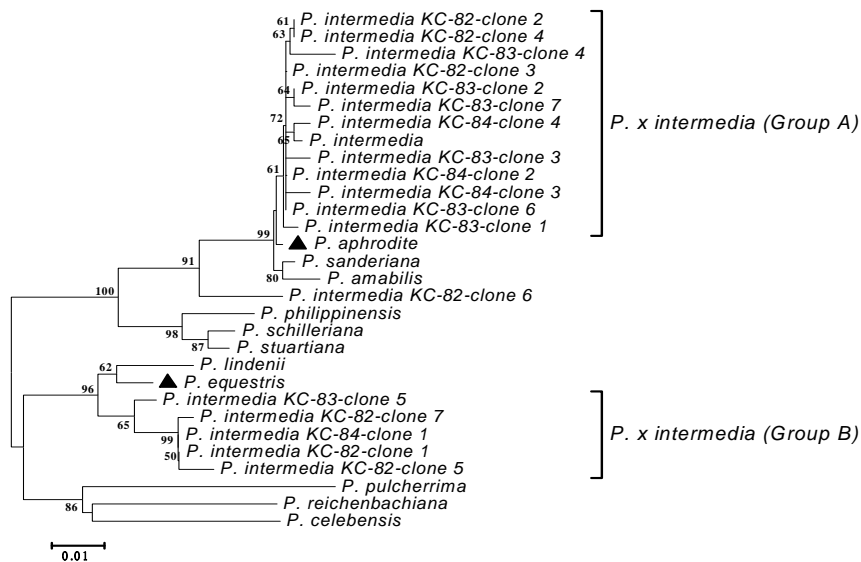 61
P. intermedia KC-82-clone 2
63
P. intermedia KC-82-clone 4
P. intermedia KC-83-clone 4
P. intermedia KC-82-clone 3
64
P. intermedia KC-83-clone 2
P. intermedia KC-83-clone 7
72
P. intermedia KC-84-clone 4
P. x intermedia (Group A)
65
P. intermedia
P. intermedia KC-83-clone 3
61
P. intermedia KC-84-clone 2
P. intermedia KC-84-clone 3
P. intermedia KC-83-clone 6
P. intermedia KC-83-clone 1
99
P. aphrodite
91
P. sanderiana
80
P. amabilis
100
P. intermedia KC-82-clone 6
P. philippinensis
98
P. schilleriana
87
P. stuartiana
62
P. lindenii
96
P. equestris
P. intermedia KC-83-clone 5
65
P. intermedia KC-82-clone 7
99
P. intermedia KC-84-clone 1
P. x intermedia (Group B)
50
P. intermedia KC-82-clone 1
P. intermedia KC-82-clone 5
P. pulcherrima
86
P. reichenbachiana
P. celebensis
0.01